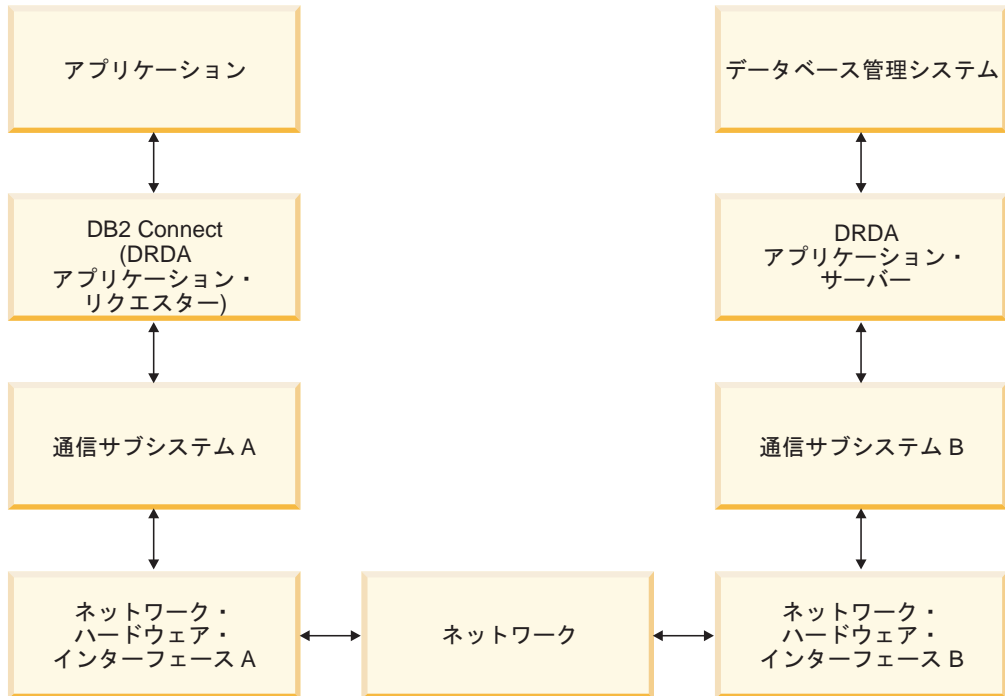 アプリケーション
データベース管理システム
DB2 Connect
(DRDA
アプリケーション・
リクエスター)
DRDA
アプリケーション・
サーバー
通信サブシステム A
通信サブシステム B
ネットワーク・
ハードウェア・
インターフェース A
ネットワーク
ネットワーク・
ハードウェア・
インターフェース B